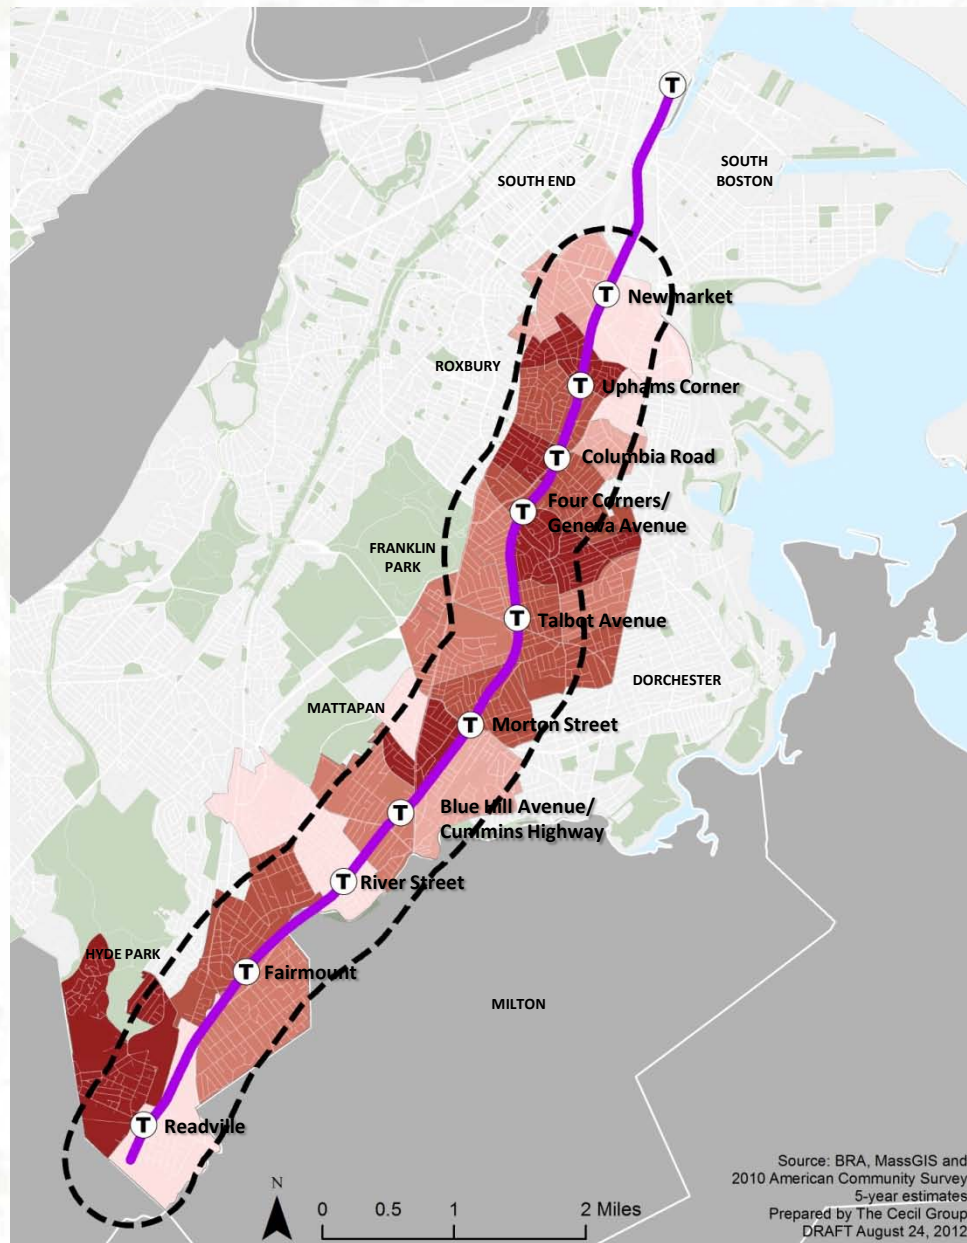 T
SOUTH
BOSTON
SOUTH END
T
Newmarket
ROXBURY
T
Uphams Corner
T
Columbia Road
T
Four Corners/
Geneva Avenue
FRANKLIN
PARK
T
Talbot Avenue
DORCHESTER
MATTAPAN
T
Morton Street
T
Blue Hill Avenue/
Cummins Highway
T
River Street
HYDE PARK
T
Fairmount
MILTON
T
Readville
N
0 0.5 1 2 Miles
Source: BRA, MassGIS and
2010 American Community Survey
5-year estimates
Prepared by The Cecil Group
DRAFT August 24, 2012